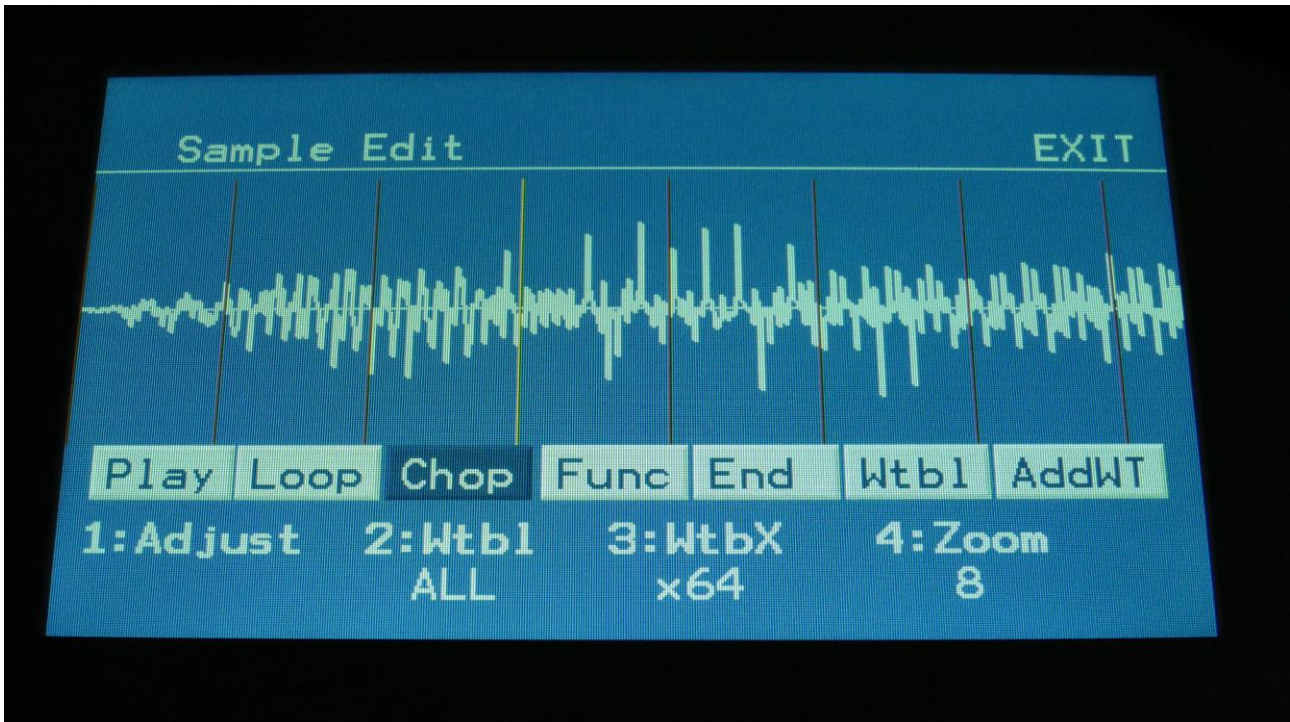 Sample Edit EXIT
Play Loop Chop Func End Wtbl AddWT
1:Adjust 2:Wtbl 3:WtbX 4:Zoom
ALL x64 8